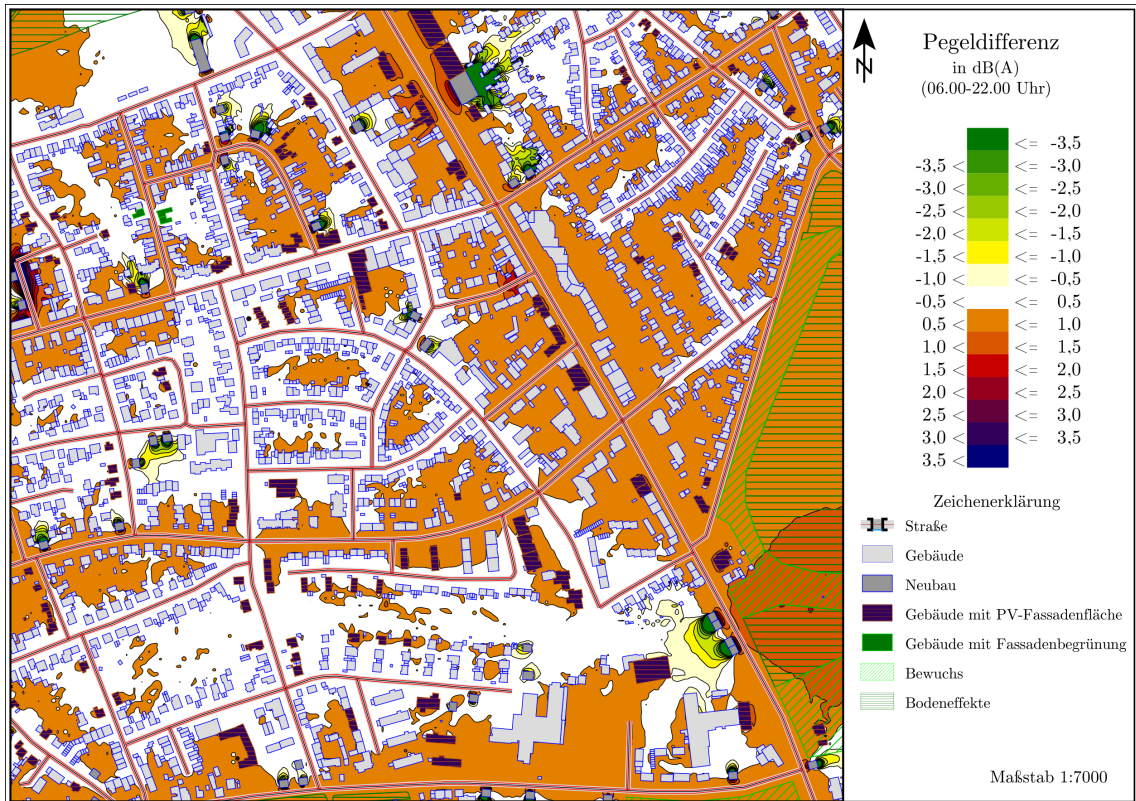 N
Pegeldifferenz
in dB(A)
(06.00-22.00 Uhr)
<= -3.5
-3.5 < <= -3.0
-3.0 < <= -2.5
-2.5 < <= -2.0
-2.0 < <= -1.5
-1.5 < <= -1.0
-1.0 < <= -0.5
-0.5 < <= 0.5
0.5 < <= 1.0
1.0 < <= 1.5
1.5 < <= 2.0
2.0 < <= 2.5
2.5 < <= 3.0
3.0 < <= 3.5
3.5 <
Zeichenerklärung
Straße
Gebäude
Neubau
Gebäude mit PV-Fassadenfläche
Gebäude mit Fassadenbegrünung
Bewuchs
Bodeneffekte
Maßstab 1:7000